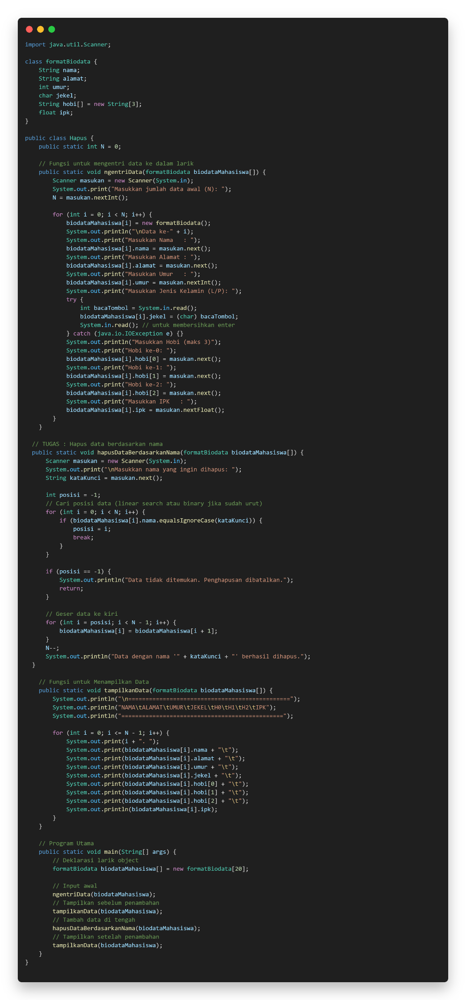 import java.util.Scanner;

class formatBiodata {
    String nama;
    String alamat;
    int umur;
    char jekel;
    String hobi[] = new String[3];
    float ipk;
}

public class Hapus {
    public static int N = 0;

    // Fungsi untuk mengentri data ke dalam larik
    public static void ngentriData(formatBiodata biodataMahasiswa[]) {
        Scanner masukan = new Scanner(System.in);
        System.out.print("Masukkan jumlah data awal (N): ");
        N = masukan.nextInt();

        for (int i = 0; i < N; i++) {
            biodataMahasiswa[i] = new formatBiodata();
            System.out.println("\nData ke-" + i);
            System.out.print("Masukkan Nama   : ");
            biodataMahasiswa[i].nama = masukan.next();
            System.out.print("Masukkan Alamat : ");
            biodataMahasiswa[i].alamat = masukan.next();
            System.out.print("Masukkan Umur   : ");
            biodataMahasiswa[i].umur = masukan.nextInt();
            System.out.print("Masukkan Jenis Kelamin (L/P): ");
            try {
                int bacaTombol = System.in.read();
                biodataMahasiswa[i].jekel = (char) bacaTombol;
                System.in.read(); // untuk membersihkan enter
            } catch (java.io.IOException e) {}
            System.out.println("Masukkan Hobi (maks 3)");
            System.out.print("Hobi ke-0: ");
            biodataMahasiswa[i].hobi[0] = masukan.next();
            System.out.print("Hobi ke-1: ");
            biodataMahasiswa[i].hobi[1] = masukan.next();
            System.out.print("Hobi ke-2: ");
            biodataMahasiswa[i].hobi[2] = masukan.next();
            System.out.print("Masukkan IPK   : ");
            biodataMahasiswa[i].ipk = masukan.nextFloat();
        }
    }

  // TUGAS : Hapus data berdasarkan nama
  public static void hapusDataBerdasarkanNama(formatBiodata biodataMahasiswa[]) {
      Scanner masukan = new Scanner(System.in);
      System.out.print("\nMasukkan nama yang ingin dihapus: ");
      String kataKunci = masukan.next();

      int posisi = -1;
      // Cari posisi data (linear search atau binary jika sudah urut)
      for (int i = 0; i < N; i++) {
          if (biodataMahasiswa[i].nama.equalsIgnoreCase(kataKunci)) {
              posisi = i;
              break;
          }
      }

      if (posisi == -1) {
          System.out.println("Data tidak ditemukan. Penghapusan dibatalkan.");
          return;
      }

      // Geser data ke kiri
      for (int i = posisi; i < N - 1; i++) {
          biodataMahasiswa[i] = biodataMahasiswa[i + 1];
      }
      N--;
      System.out.println("Data dengan nama '" + kataKunci + "' berhasil dihapus.");
  }

    // Fungsi untuk Menampilkan Data
    public static void tampilkanData(formatBiodata biodataMahasiswa[]) {
        System.out.println("\n===============================================");
        System.out.println("NAMA\tALAMAT\tUMUR\tJEKEL\tH0\tH1\tH2\tIPK");
        System.out.println("===============================================");

        for (int i = 0; i <= N - 1; i++) {
            System.out.print(i + ". ");
            System.out.print(biodataMahasiswa[i].nama + "\t");
            System.out.print(biodataMahasiswa[i].alamat + "\t");
            System.out.print(biodataMahasiswa[i].umur + "\t");
            System.out.print(biodataMahasiswa[i].jekel + "\t");
            System.out.print(biodataMahasiswa[i].hobi[0] + "\t");
            System.out.print(biodataMahasiswa[i].hobi[1] + "\t");
            System.out.print(biodataMahasiswa[i].hobi[2] + "\t");
            System.out.println(biodataMahasiswa[i].ipk);
        }
    }

    // Program Utama
    public static void main(String[] args) {
        // Deklarasi larik object
        formatBiodata biodataMahasiswa[] = new formatBiodata[20];

        // Input awal
        ngentriData(biodataMahasiswa);
        // Tampilkan sebelum penambahan
        tampilkanData(biodataMahasiswa);
        // Tambah data di tengah
        hapusDataBerdasarkanNama(biodataMahasiswa);
        // Tampilkan setelah penambahan
        tampilkanData(biodataMahasiswa);
    }
}